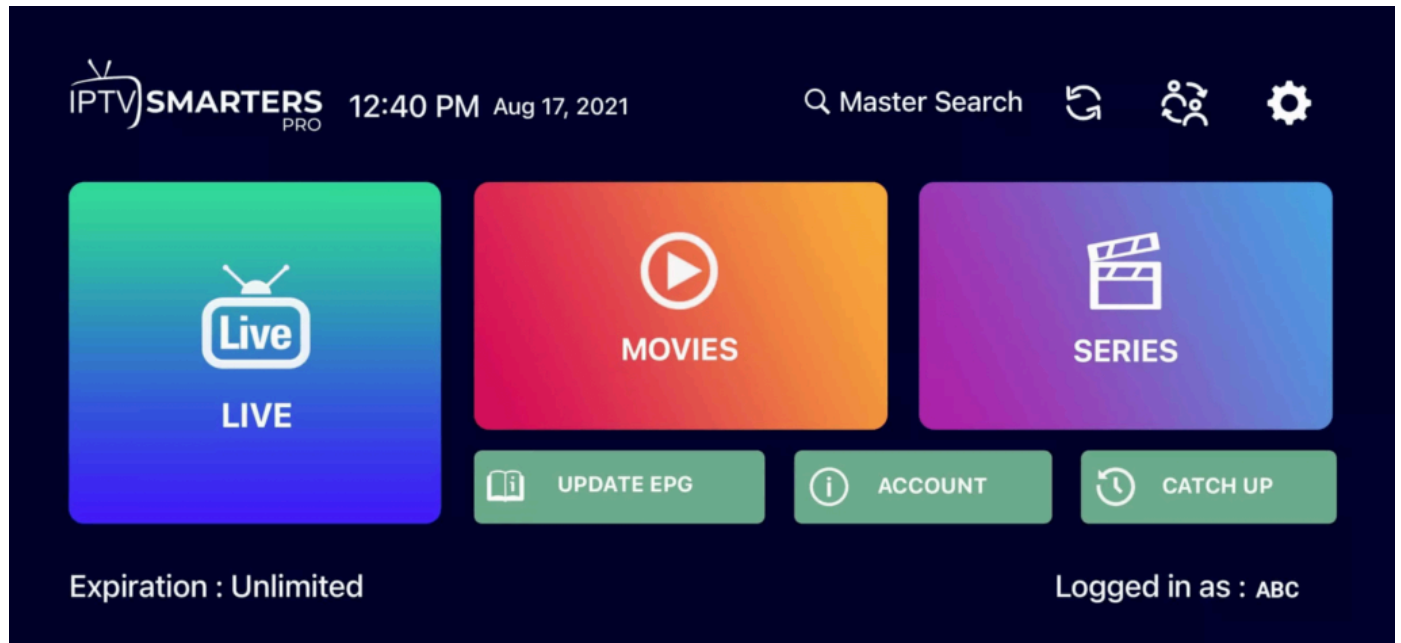 IPTV SMARTERS
PRO
12:40 PM Aug 17, 2021
Master Search
Live
LIVE
MOVIES
SERIES
UPDATE EPG
ACCOUNT
CATCH UP
Expiration : Unlimited
Logged in as : ABC